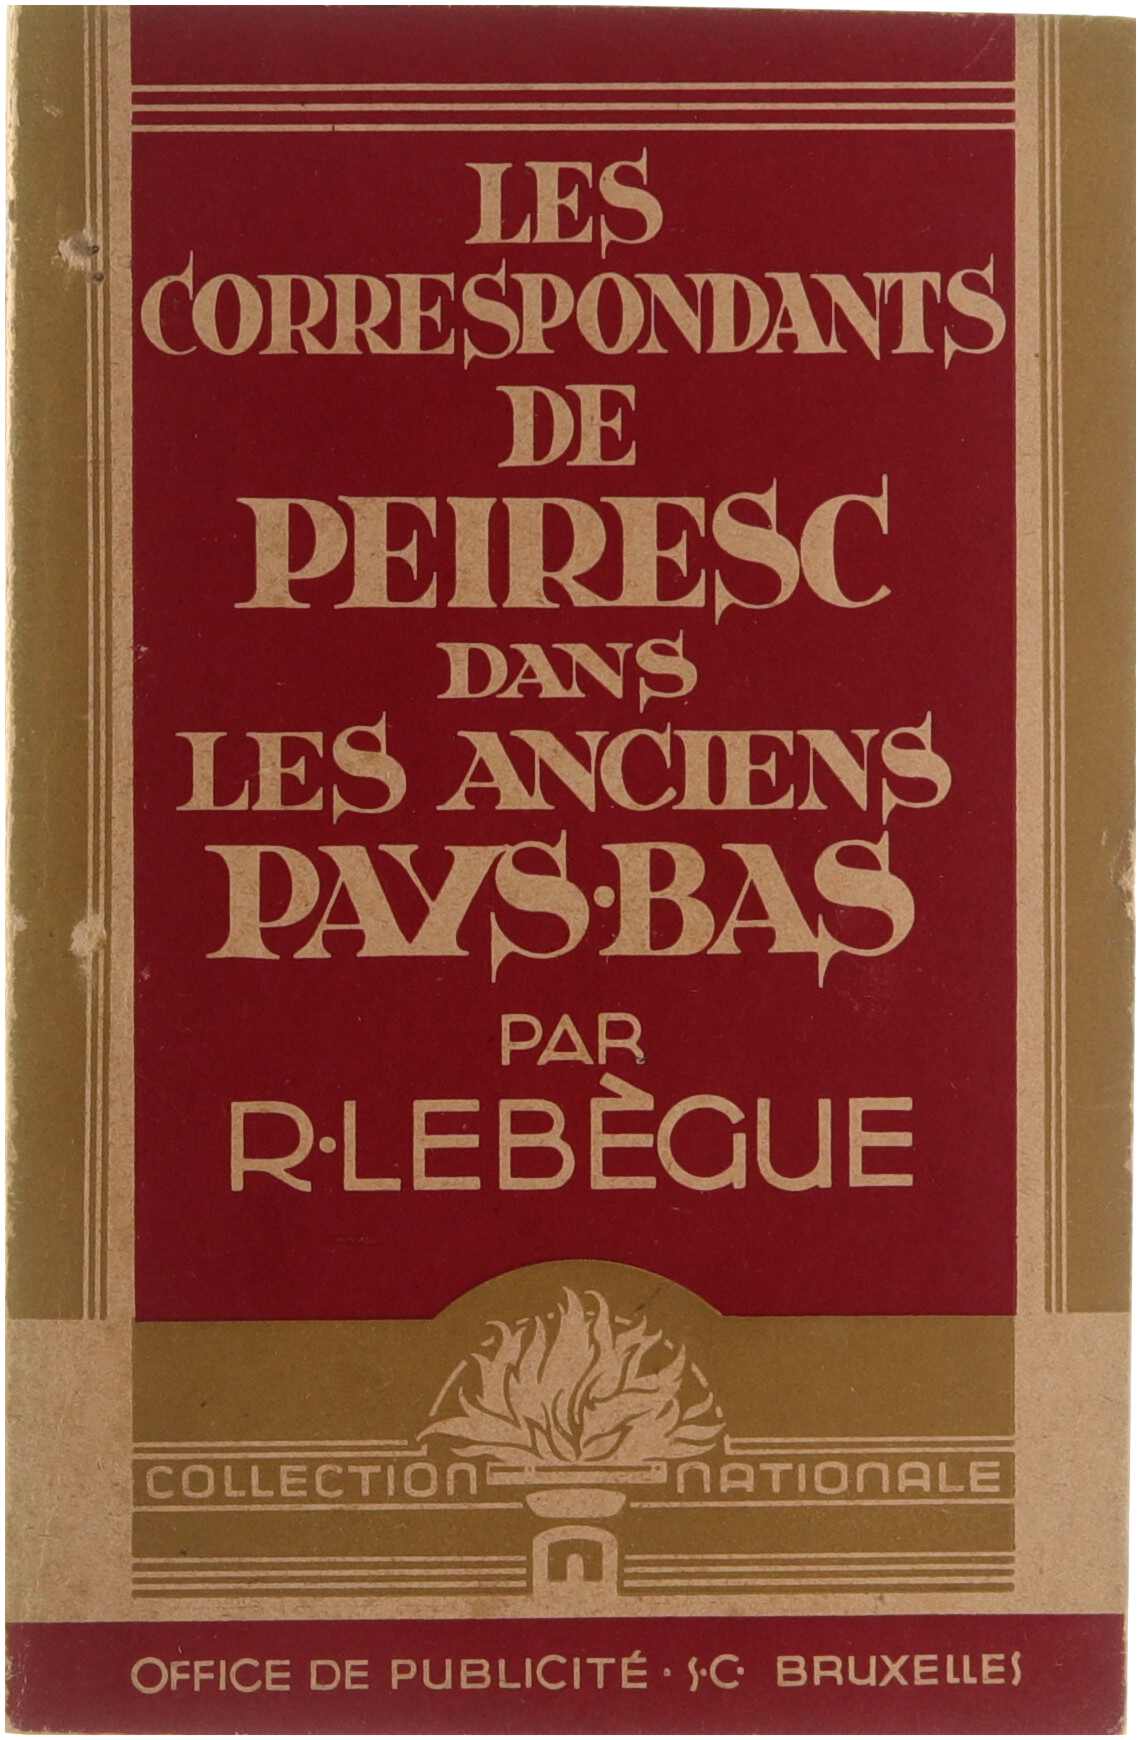 LES
CORRESPONDANTS
DE
PEIRESC
DANS
LES ANCIENS
PAYS·BAS
PAR
R·LEBÈGUE
COLLECTION NATIONALE
n
OFFICE DE PUBLICITÉ · S·C· BRUXELLES